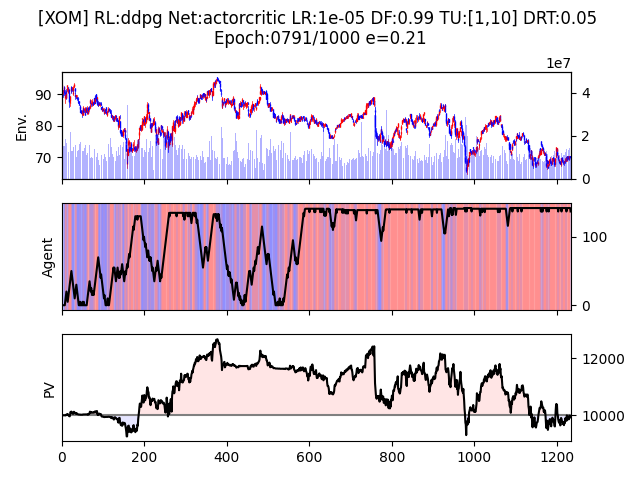 [XOM] RL:ddpg Net:actorcritic LR:1e-05 DF:0.99 TU:[1,10] DRT:0.05
Epoch:0791/1000 e=0.21
1e7
Env.
90
80
70
4
2
0
Agent
100
0
PV
12000
10000
0
200
400
600
800
1000
1200